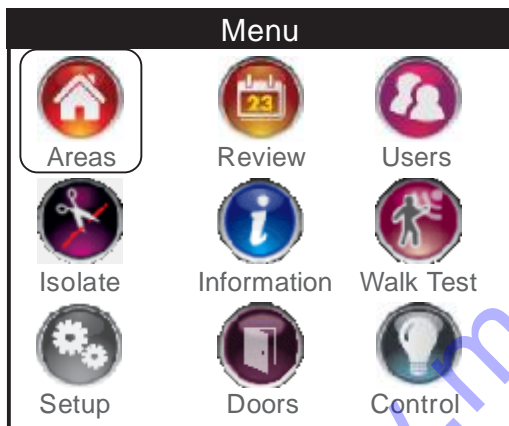 Menu
Areas Review Users
23
Isolate Information Walk Test
Setup Doors Control